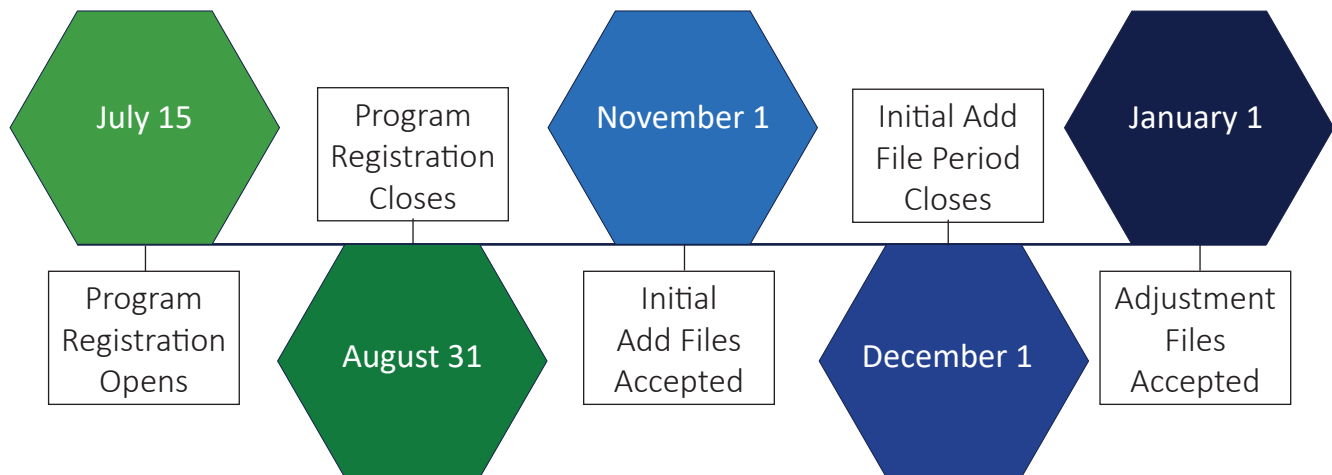 July 15
Program
Registration
Opens
Program
Registration
Closes
August 31
November 1
Initial
Add Files
Accepted
Initial Add
File Period
Closes
December 1
January 1
Adjustment
Files
Accepted